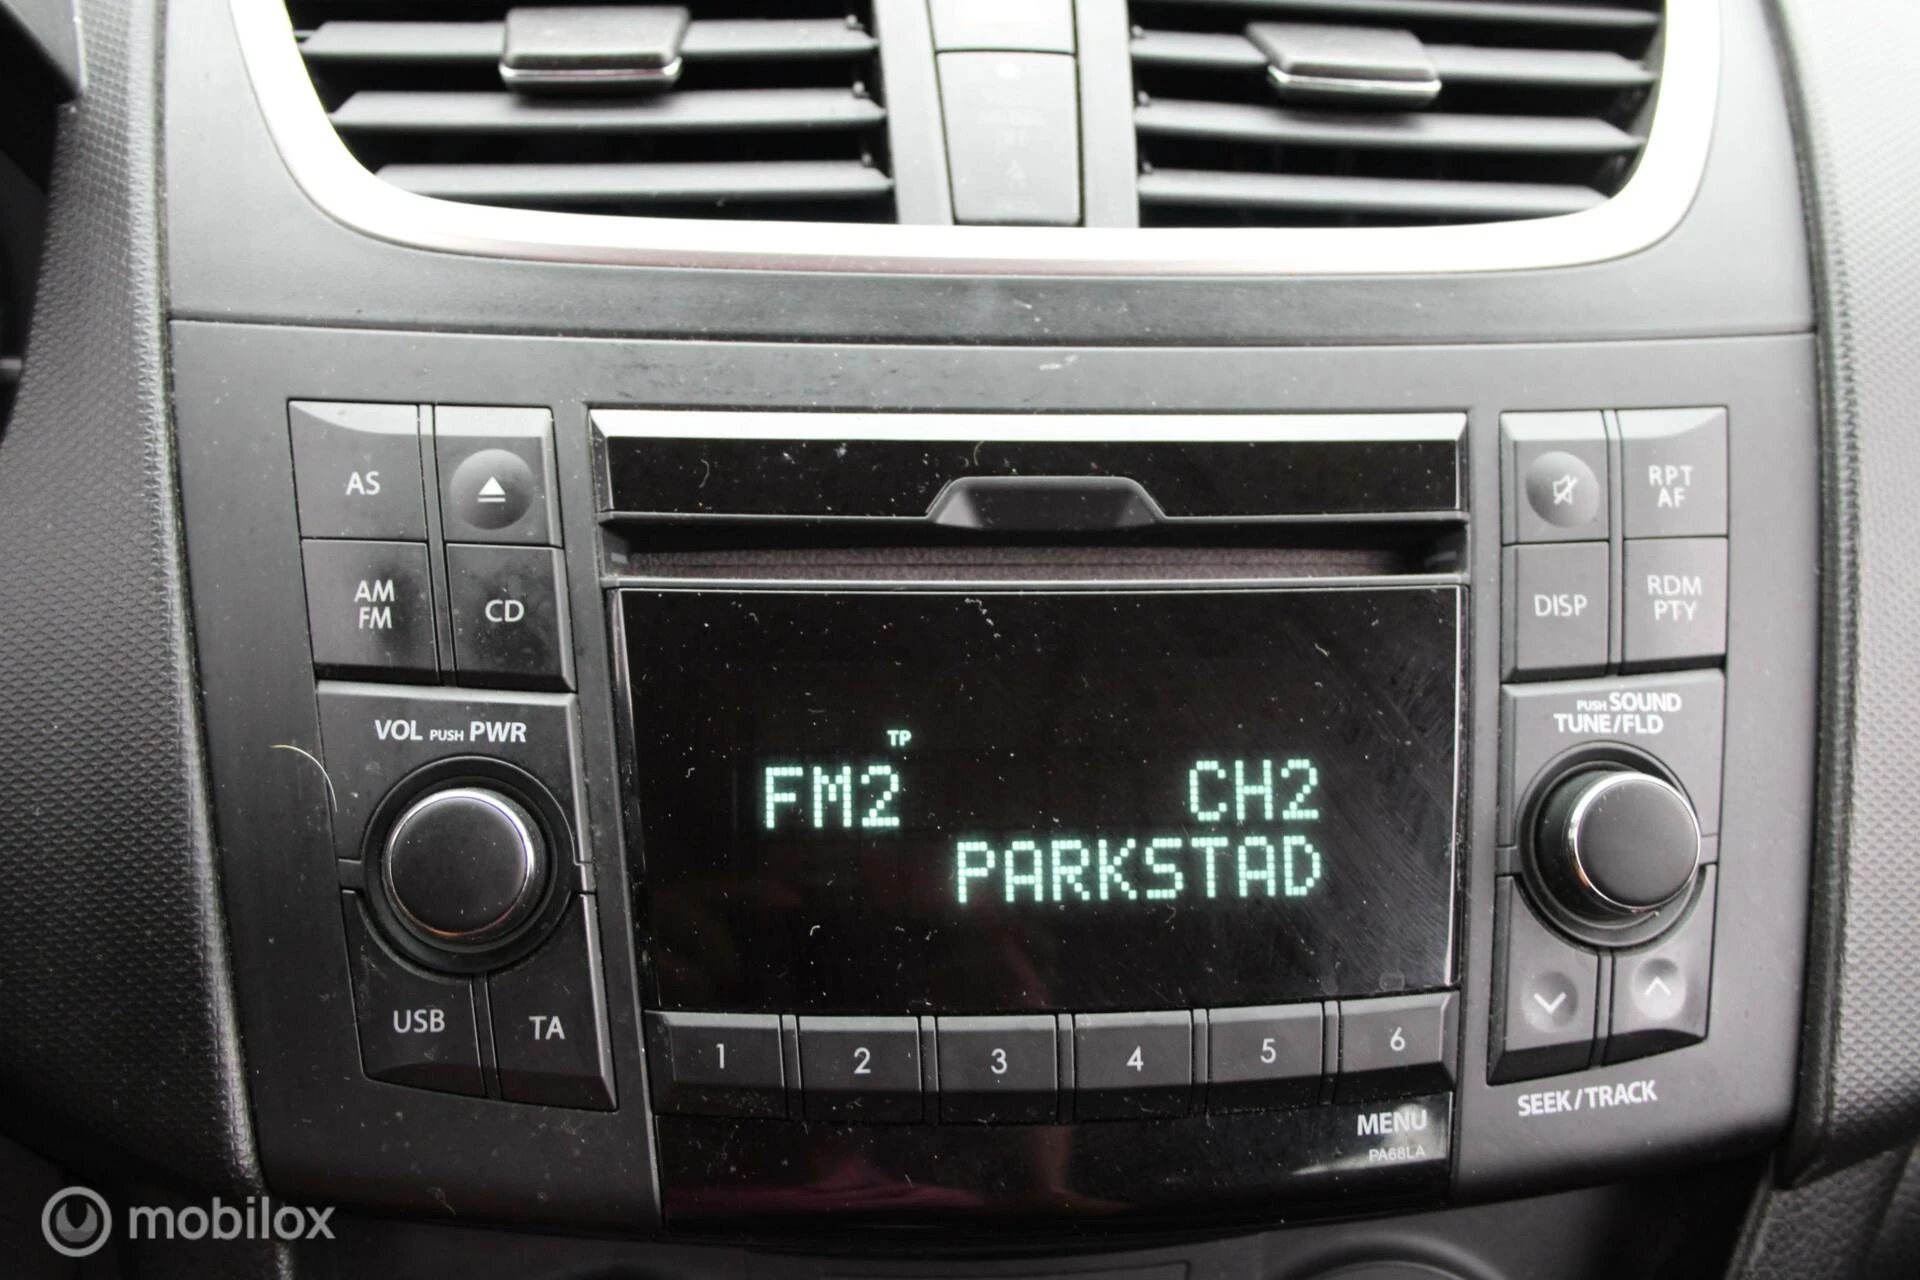 AS
AM
FM
CD
VOL PUSH PWR
USB
TA
TP
FM2
CH2
PARKSTAD
1
2
3
4
5
6
MENU
PA68LA
RPT
AF
DISP
RDM
PTY
PUSH SOUND
TUNE/FLD
SEEK/TRACK
mobilox